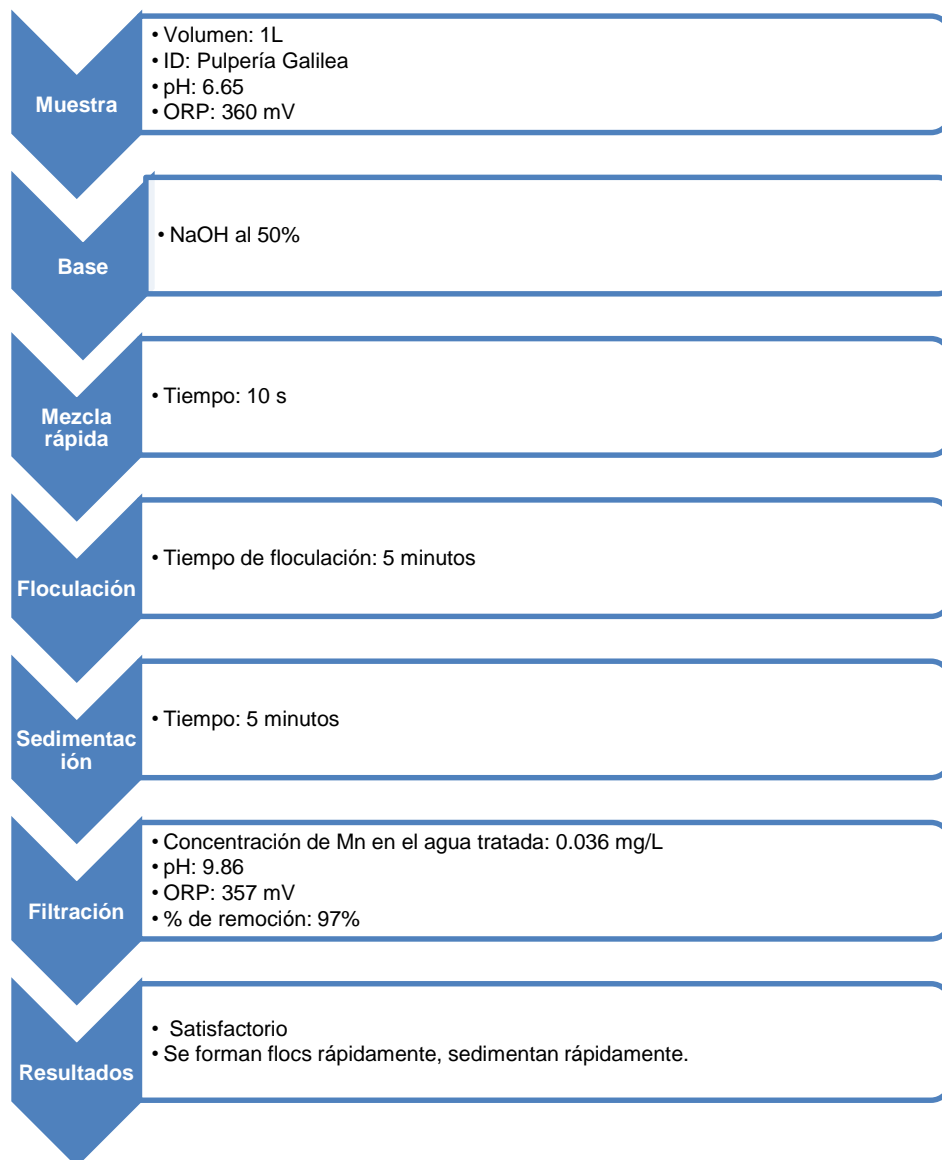 Muestra
• Volumen: 1L
• ID: Pulpería Galilea
• pH: 6.65
• ORP: 360 mV
Base
• NaOH al 50%
Mezcla
rápida
• Tiempo: 10 s
Floculación
• Tiempo de floculación: 5 minutos
Sedimentac
ión
• Tiempo: 5 minutos
Filtración
• Concentración de Mn en el agua tratada: 0.036 mg/L
• pH: 9.86
• ORP: 357 mV
• % de remoción: 97%
Resultados
• Satisfactorio
• Se forman flocs rápidamente, sedimentan rápidamente.